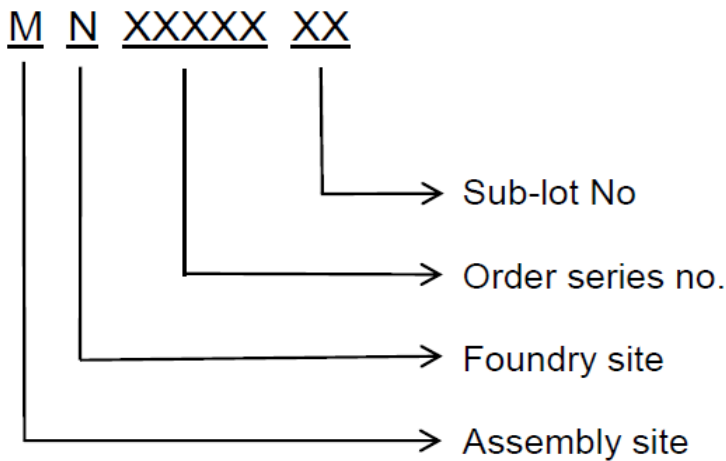 M N XXXXX XX
Sub-lot No
Order series no.
Foundry site
Assembly site